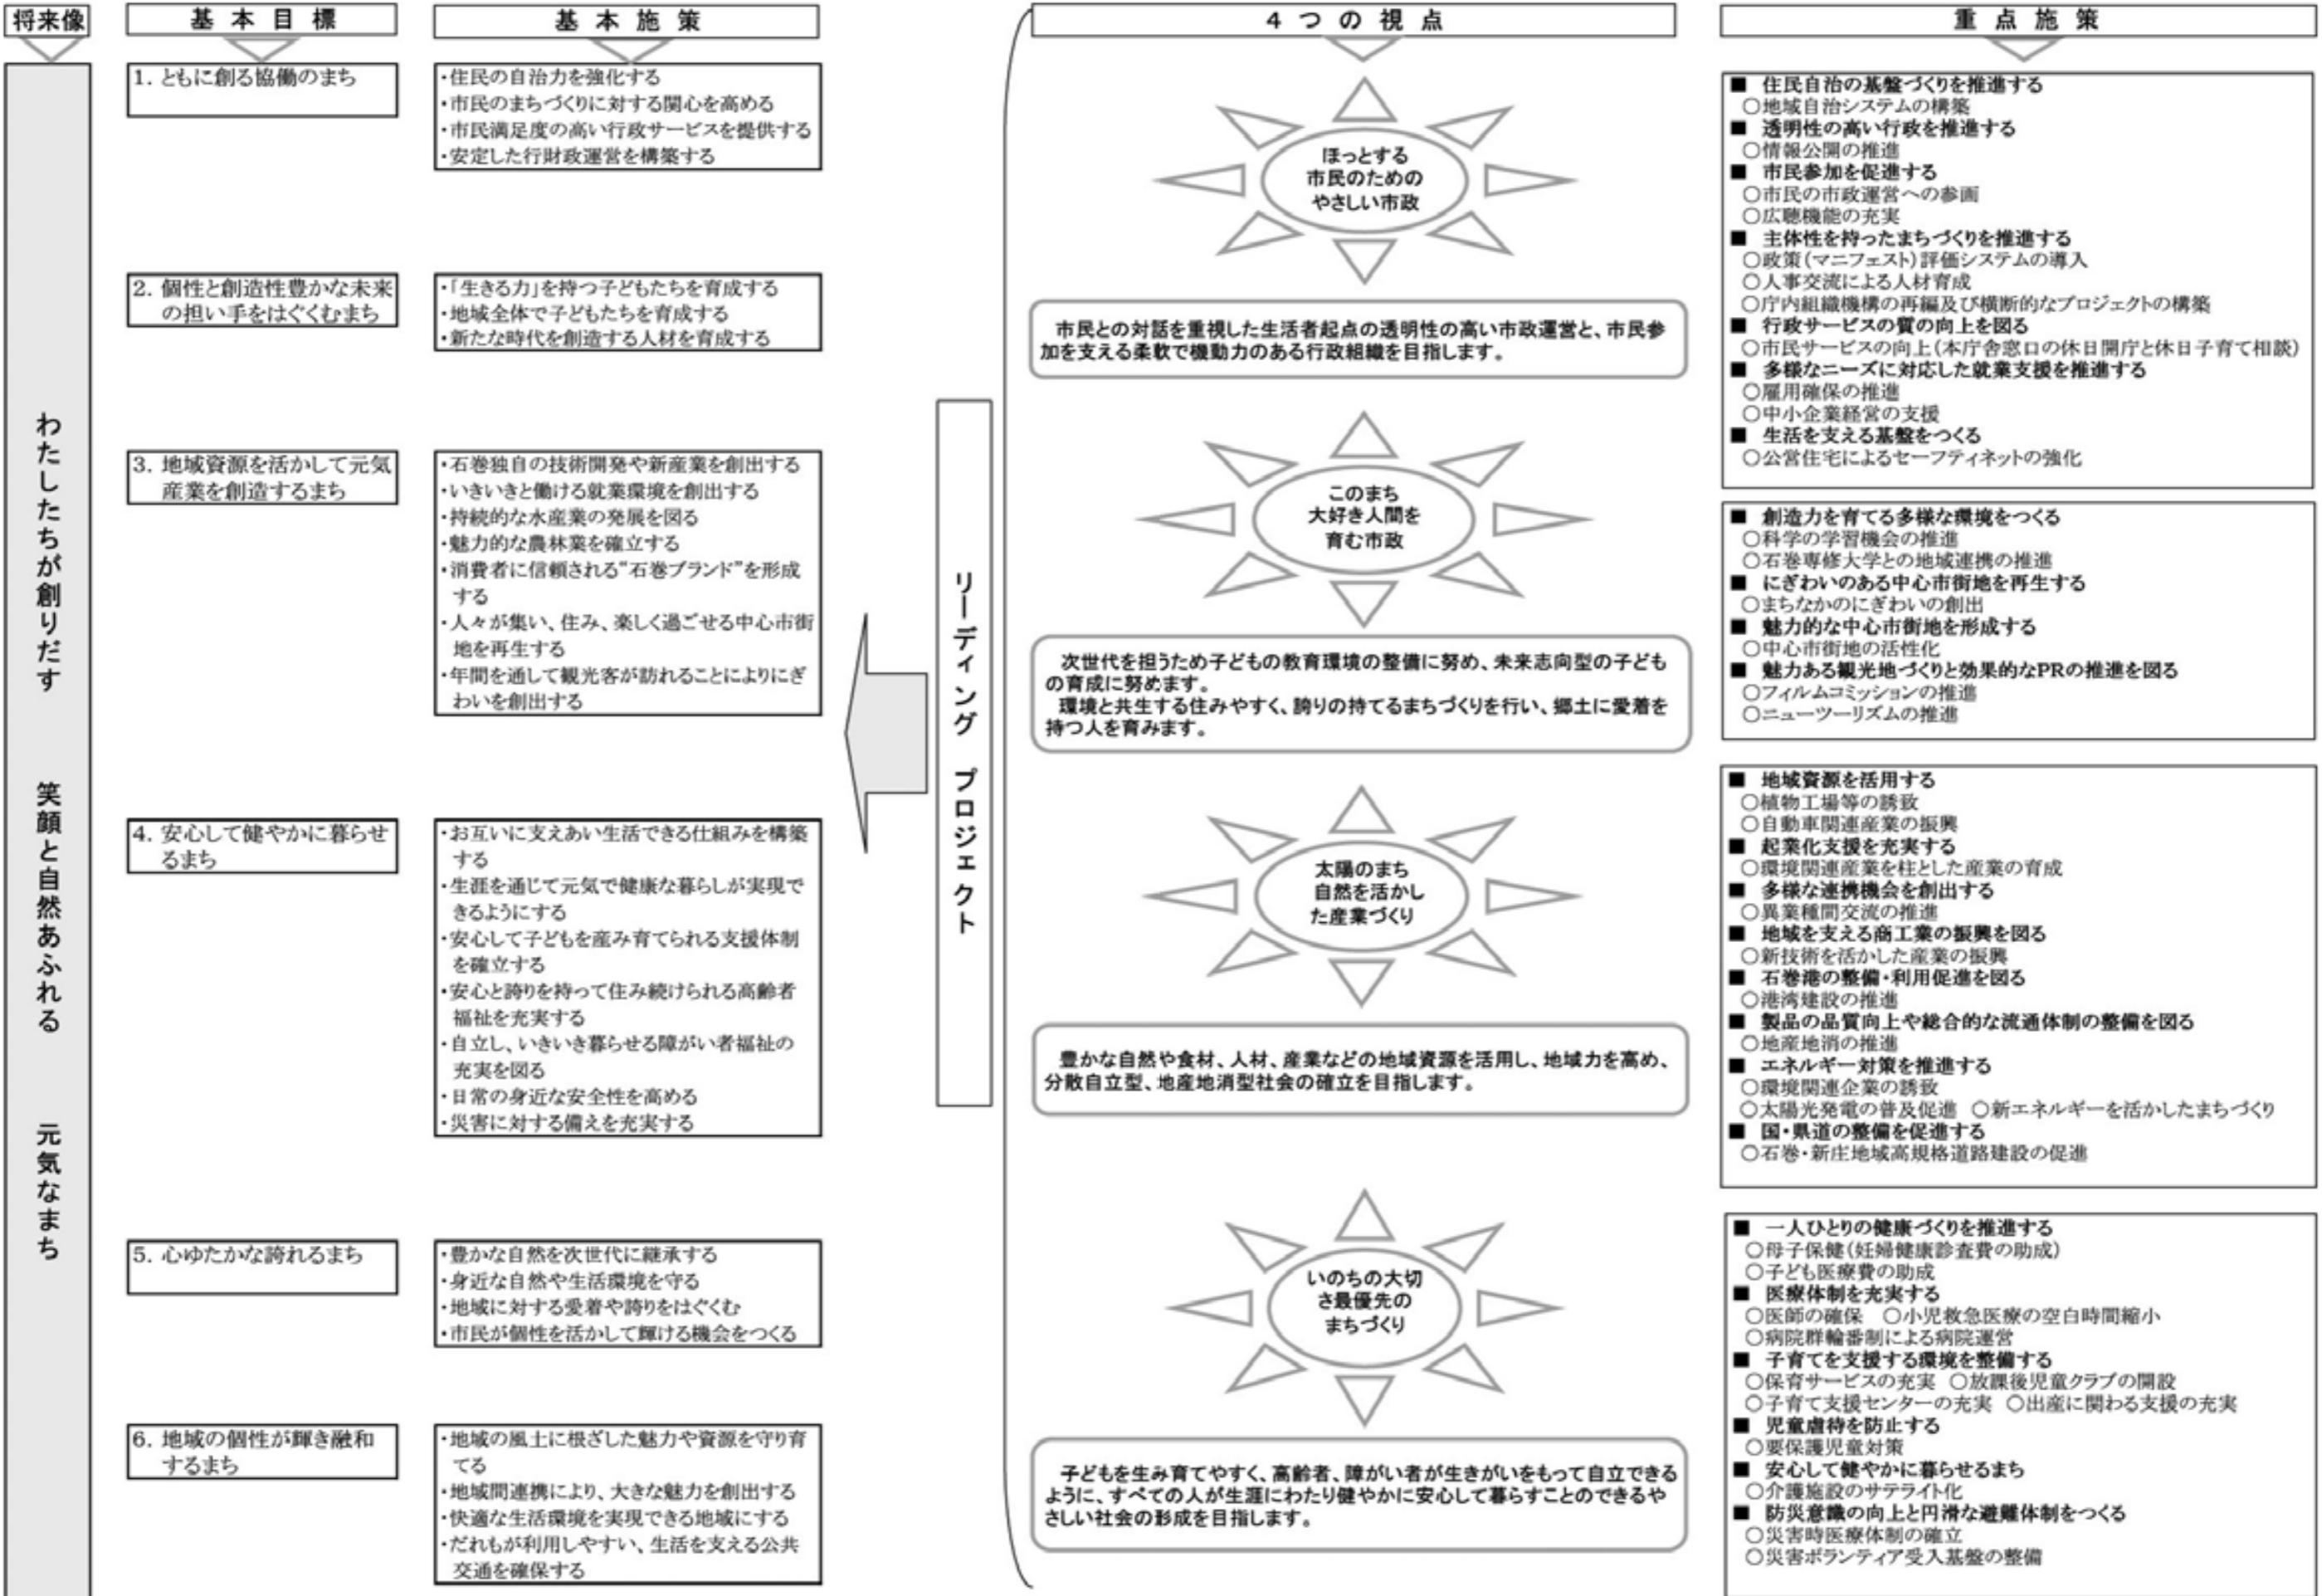 将来像
基本目標
基本施策
4つの視点
重点施策
わたしたちが創りだす　笑顔と自然あふれる　元気なまち
1. ともに創る協働のまち
・住民の自治力を強化する
・市民のまちづくりに対する関心を高める
・市民満足度の高い行政サービスを提供する
・安定した行財政運営を構築する
2. 個性と創造性豊かな未来
の担い手をはぐくむまち
・「生きる力」を持つ子どもたちを育成する
・地域全体で子どもたちを育成する
・新たな時代を創造する人材を育成する
3. 地域資源を活かして元気
産業を創造するまち
・石巻独自の技術開発や新産業を創出する
・いきいきと働ける就業環境を創出する
・持続的な水産業の発展を図る
・魅力的な農林業を確立する
・消費者に信頼される“石巻ブランド”を形成
する
・人々が集い、住み、楽しく過ごせる中心市街
地を再生する
・年間を通して観光客が訪れることによりにぎ
わいを創出する
4. 安心して健やかに暮らせ
るまち
・お互いに支えあい生活できる仕組みを構築
する
・生涯を通じて元気で健康な暮らしが実現で
きるようにする
・安心して子どもを産み育てられる支援体制
を確立する
・安心と誇りを持って住み続けられる高齢者
福祉を充実する
・自立し、いきいき暮らせる障がい者福祉の
充実を図る
・日常の身近な安全性を高める
・災害に対する備えを充実する
5. 心ゆたかな誇れるまち
・豊かな自然を次世代に継承する
・身近な自然や生活環境を守る
・地域に対する愛着や誇りをはぐくむ
・市民が個性を活かして輝ける機会をつくる
6. 地域の個性が輝き融和
するまち
・地域の風土に根ざした魅力や資源を守り育
てる
・地域間連携により、大きな魅力を創出する
・快適な生活環境を実現できる地域にする
・だれもが利用しやすい、生活を支える公共
交通を確保する
リーディング　プロジェクト
ほっとする
市民のための
やさしい市政
市民との対話を重視した生活者起点の透明性の高い市政運営と、市民参
加を支える柔軟で機動力のある行政組織を目指します。
このまち
大好き人間を
育む市政
次世代を担うため子どもの教育環境の整備に努め、未来志向型の子ども
の育成に努めます。
環境と共生する住みやすく、誇りの持てるまちづくりを行い、郷土に愛着を
持つ人を育みます。
太陽のまち
自然を活かし
た産業づくり
豊かな自然や食材、人材、産業などの地域資源を活用し、地域力を高め、
分散自立型、地産地消型社会の確立を目指します。
いのちの大切
さ最優先の
まちづくり
子どもを生み育てやすく、高齢者、障がい者が生きがいをもって自立できる
ように、すべての人が生涯にわたり健やかに安心して暮らすことのできるや
さしい社会の形成を目指します。
■ 住民自治の基盤づくりを推進する
○地域自治システムの構築
■ 透明性の高い行政を推進する
○情報公開の推進
■ 市民参加を促進する
○市民の市政運営への参画
○広聴機能の充実
■ 主体性を持ったまちづくりを推進する
○政策(マニフェスト)評価システムの導入
○人事交流による人材育成
○庁内組織機構の再編及び横断的なプロジェクトの構築
■ 行政サービスの質の向上を図る
○市民サービスの向上(本庁舎窓口の休日開庁と休日子育て相談)
■ 多様なニーズに対応した就業支援を推進する
○雇用確保の推進
○中小企業経営の支援
■ 生活を支える基盤をつくる
○公営住宅によるセーフティネットの強化
■ 創造力を育てる多様な環境をつくる
○科学の学習機会の推進
○石巻専修大学との地域連携の推進
■ にぎわいのある中心市街地を再生する
○まちなかのにぎわいの創出
■ 魅力的な中心市街地を形成する
○中心市街地の活性化
■ 魅力ある観光地づくりと効果的なPRの推進を図る
○フィルムコミッションの推進
○ニューツーリズムの推進
■ 地域資源を活用する
○植物工場等の誘致
○自動車関連産業の振興
■ 起業化支援を充実する
○環境関連産業を柱とした産業の育成
■ 多様な連携機会を創出する
○異業種間交流の推進
■ 地域を支える商工業の振興を図る
○新技術を活かした産業の振興
■ 石巻港の整備・利用促進を図る
○港湾建設の推進
■ 製品の品質向上や総合的な流通体制の整備を図る
○地産地消の推進
■ エネルギー対策を推進する
○環境関連企業の誘致
○太陽光発電の普及促進 ○新エネルギーを活かしたまちづくり
■ 国・県道の整備を促進する
○石巻・新庄地域高規格道路建設の促進
■ 一人ひとりの健康づくりを推進する
○母子保健(妊婦健康診査費の助成)
○子ども医療費の助成
■ 医療体制を充実する
○医師の確保 ○小児救急医療の空白時間縮小
○病院群輪番制による病院運営
■ 子育てを支援する環境を整備する
○保育サービスの充実 ○放課後児童クラブの開設
○子育て支援センターの充実 ○出産に関わる支援の充実
■ 児童虐待を防止する
○要保護児童対策
■ 安心して健やかに暮らせるまち
○介護施設のサテライト化
■ 防災意識の向上と円滑な避難体制をつくる
○災害時医療体制の確立
○災害ボランティア受入基盤の整備